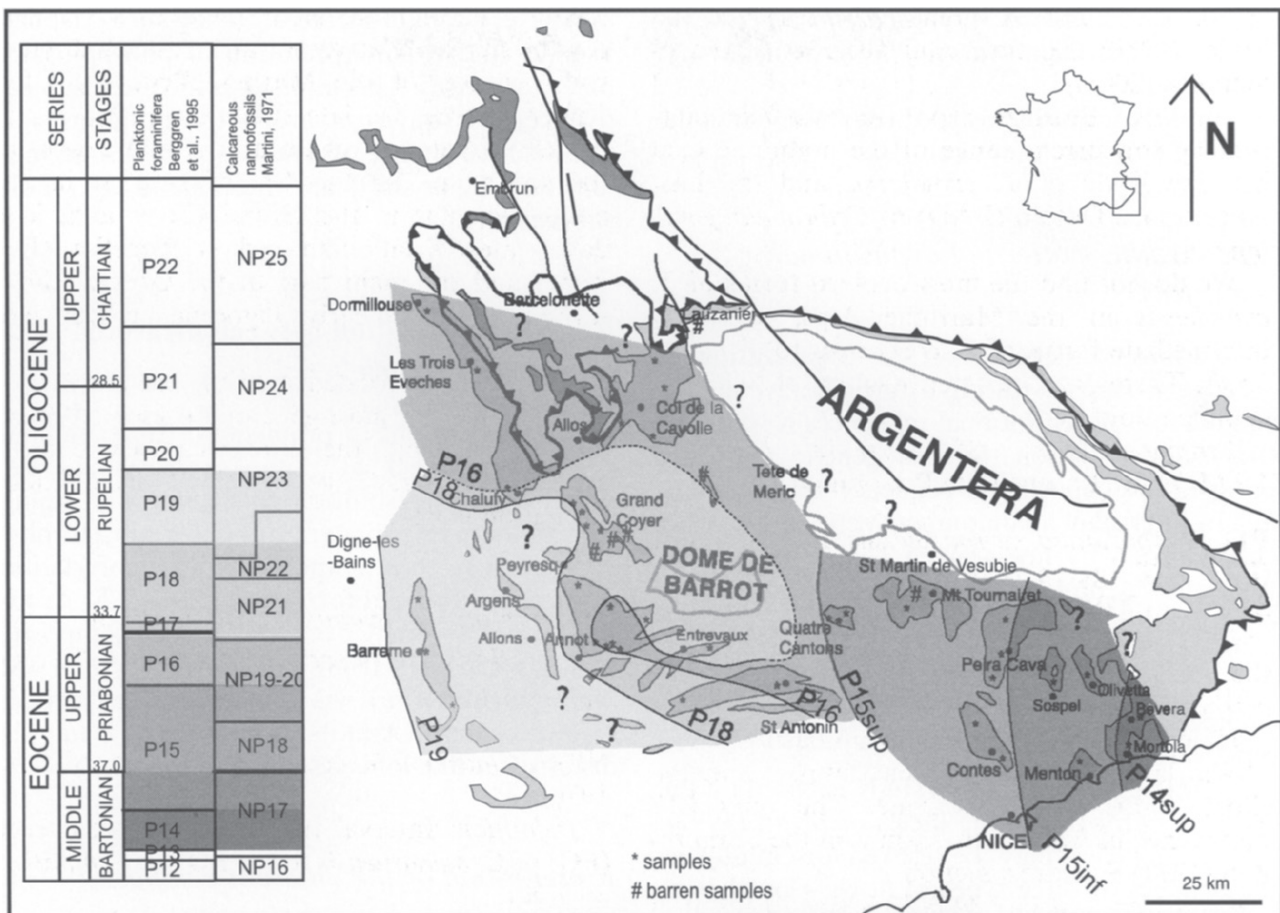 SERIES
STAGES
Planktonic
foraminifera
Berggren
et al., 1995
Calcareous
nannofossils
Martini, 1971
OLIGOCENE
EOCENE
UPPER
LOWER
UPPER
MIDDLE
CHATTIAN
RUPELIAN
PRIABONIAN
BARTONIAN
28.5
33.7
37.0
P22
P21
P20
P19
P18
P17
P16
P15
P14
P13
P12
NP25
NP24
NP23
NP22
NP21
NP19-20
NP18
NP17
NP16
N
Embrun
Dormillouse
Barcelonette
?
?
Lauzanier
#
Les Trois
Eveches
?
Allos
Col de la
Cayolle
ARGENTERA
P16
P18
Chalufy
Grand
Coyer
#
Tete de
Meric
?
?
?
# # #
Digne-les
-Bains
Peyresq
DOME DE
BARROT
St Martin de Vesubie
Argens
# Mt Tournairet
?
Allons
Annot
Entrevaux
Quatre
Cantons
?
Barreme
Peira Cava
Olivetta
Sospel
Bevera
?
?
P19
P18
P16
St Antonin
P15sup
Mortola
Contes
Menton
P14sup
NICE
P15inf
* samples
# barren samples
25 km